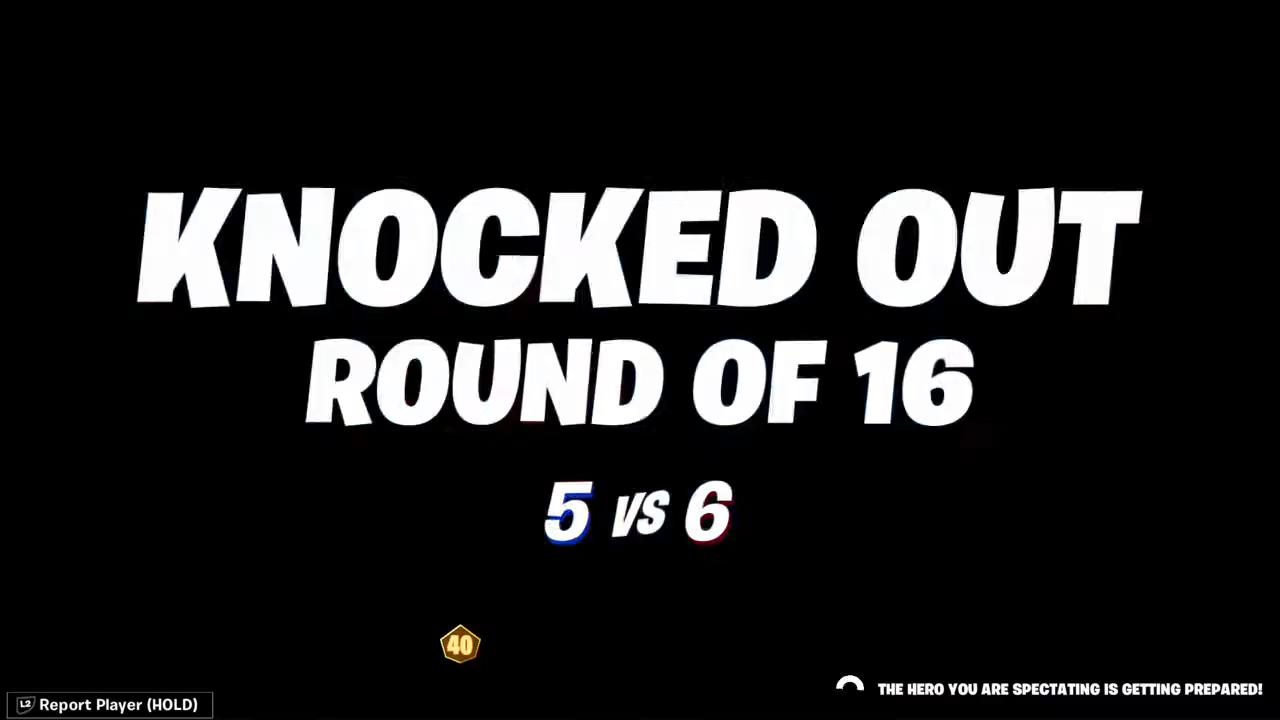 KNOCKED OUT
ROUND OF 16
5 VS 6
40
L2 Report Player (HOLD)
THE HERO YOU ARE SPECTATING IS GETTING PREPARED!